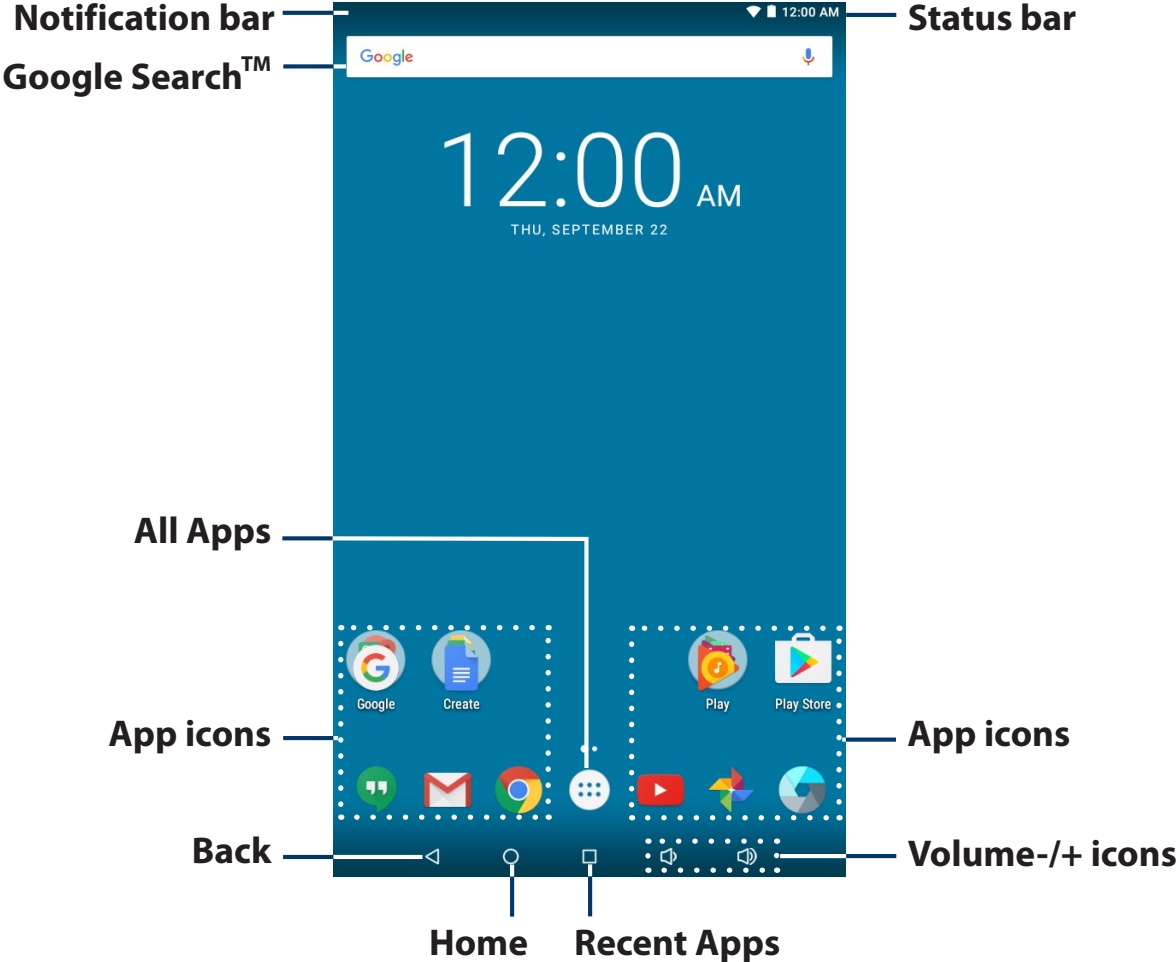 Notification bar
12:00 AM
Status bar
Google
Google Search™
12:00 AM
THU, SEPTEMBER 22
All Apps
Google
Create
Play
Play Store
App icons
App icons
Back
Volume-/+ icons
Home
Recent Apps